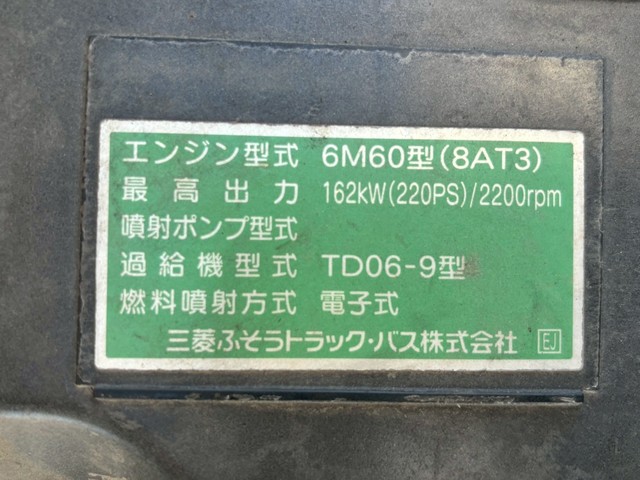 エンジン型式 6M60型(8AT3)
最高出力 162kW(220PS)/2200rpm
噴射ポンプ型式
過給機型式 TD06-9型
燃料噴射方式 電子式
三菱ふそうトラック・バス株式会社 EJ